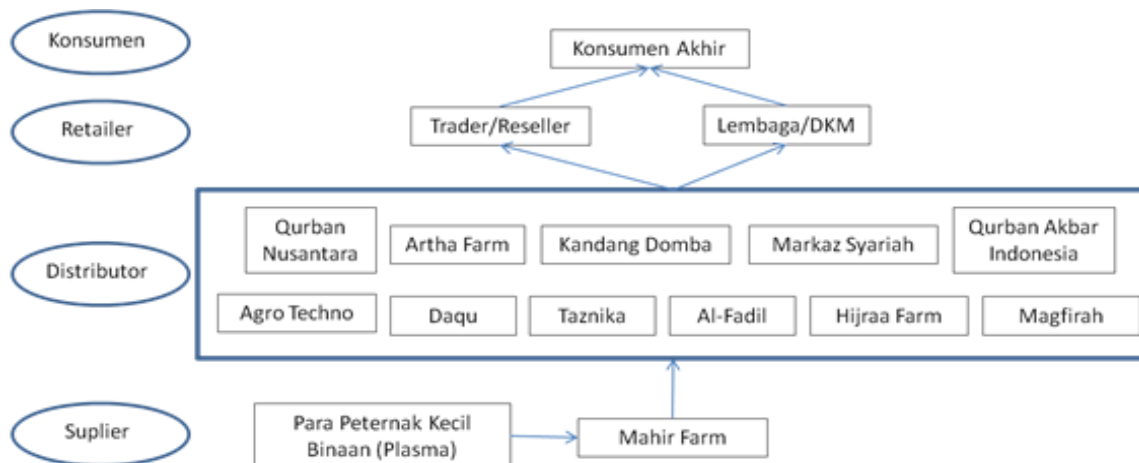 Konsumen
Konsumen Akhir
Retailer
Trader/Reseller
Lembaga/DKM
Distributor
Qurban
Nusantara
Artha Farm
Kandang Domba
Markaz Syariah
Qurban Akbar
Indonesia
Agro Techno
Daqu
Taznika
Al-Fadil
Hijraa Farm
Magfirah
Suplier
Para Peternak Kecil
Binaan (Plasma)
Mahir Farm